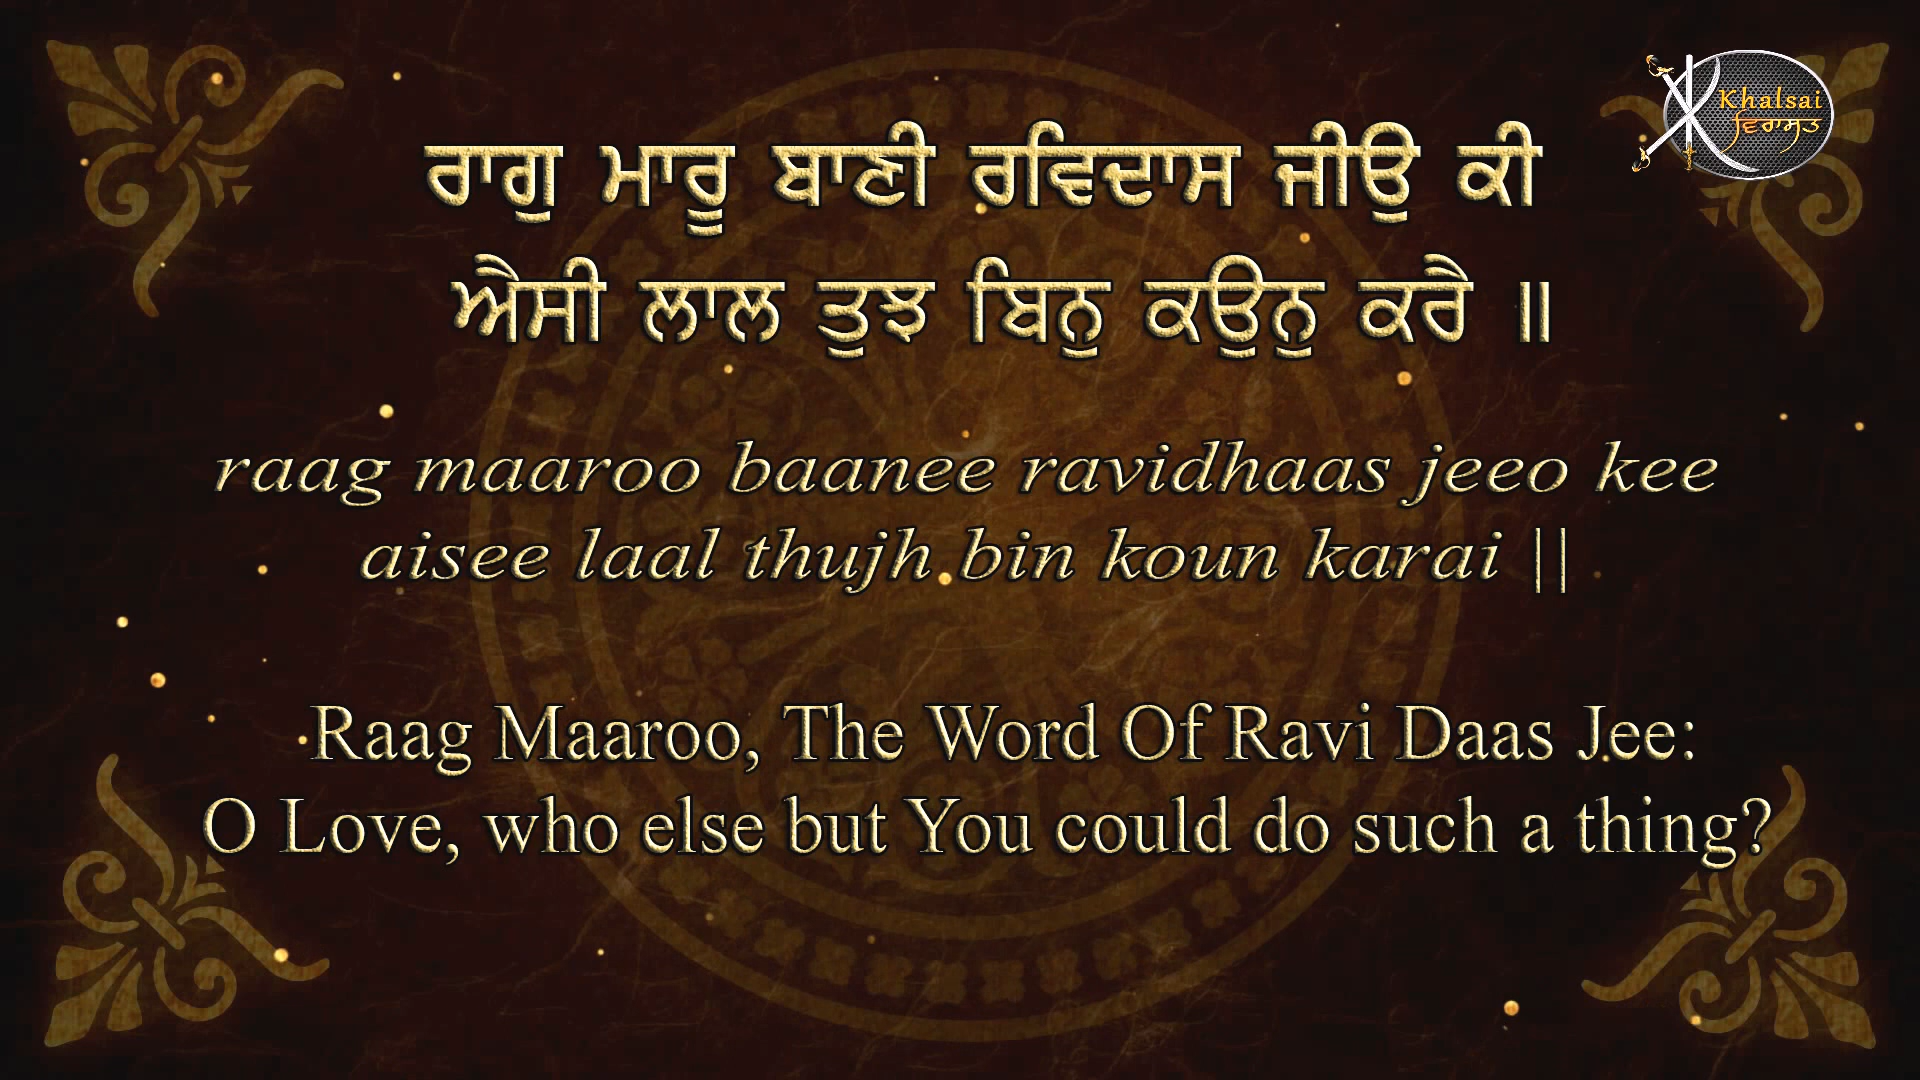 Khalsai
ਵਿਰਾਸਤ
ਰਾਗੁ ਮਾਰੂ ਬਾਣੀ ਰਵਿਦਾਸ ਜੀਉ ਕੀ
ਐਸੀ ਲਾਲ ਤੁਝ ਬਿਨੁ ਕਉਨੁ ਕਰੈ ॥
raag maaroo baanee ravidhaas jeeo kee
aisee laal thujh bin koun karai ||
Raag Maaroo, The Word Of Ravi Daas Jee:
O Love, who else but You could do such a thing?